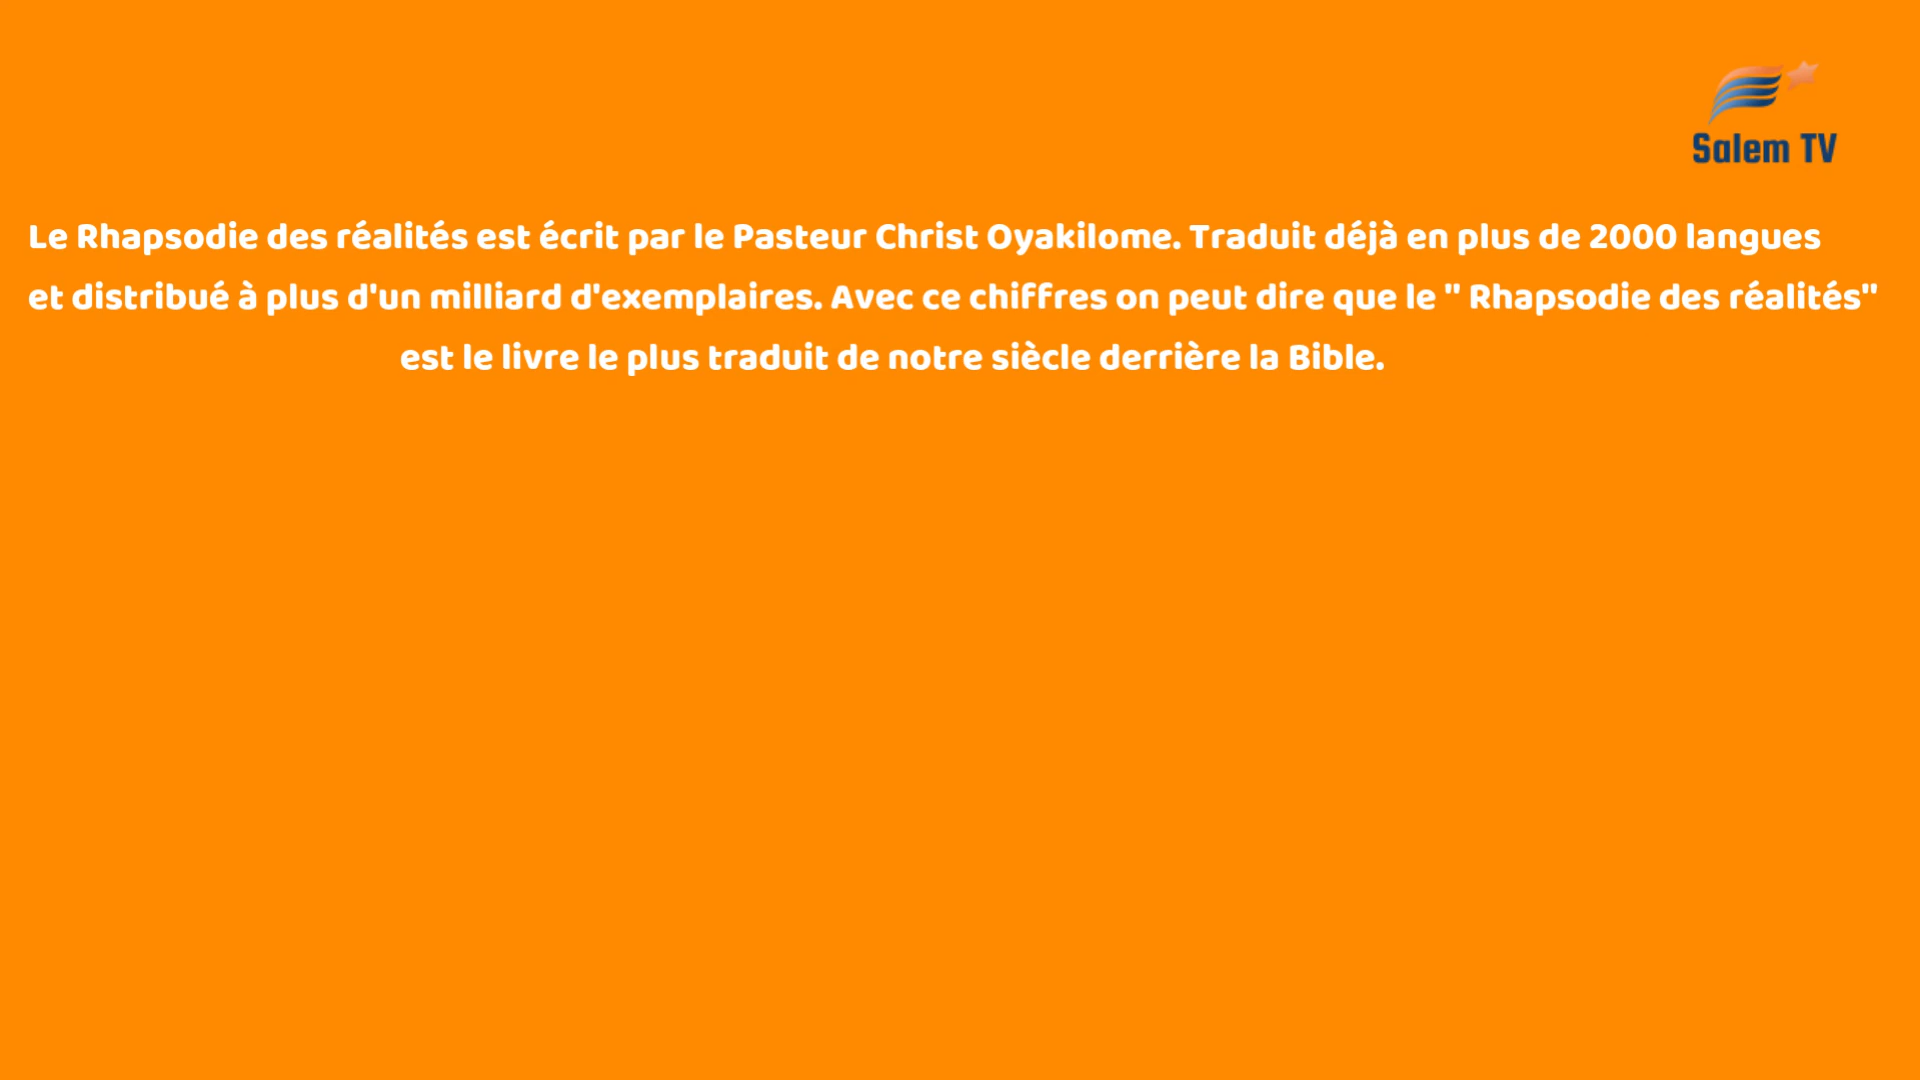 Salem TV
Le Rhapsodie des réalités est écrit par le Pasteur Christ Oyakilome. Traduit déjà en plus de 2000 langues
et distribué à plus d'un milliard d'exemplaires. Avec ce chiffres on peut dire que le " Rhapsodie des réalités"
est le livre le plus traduit de notre siècle derrière la Bible.